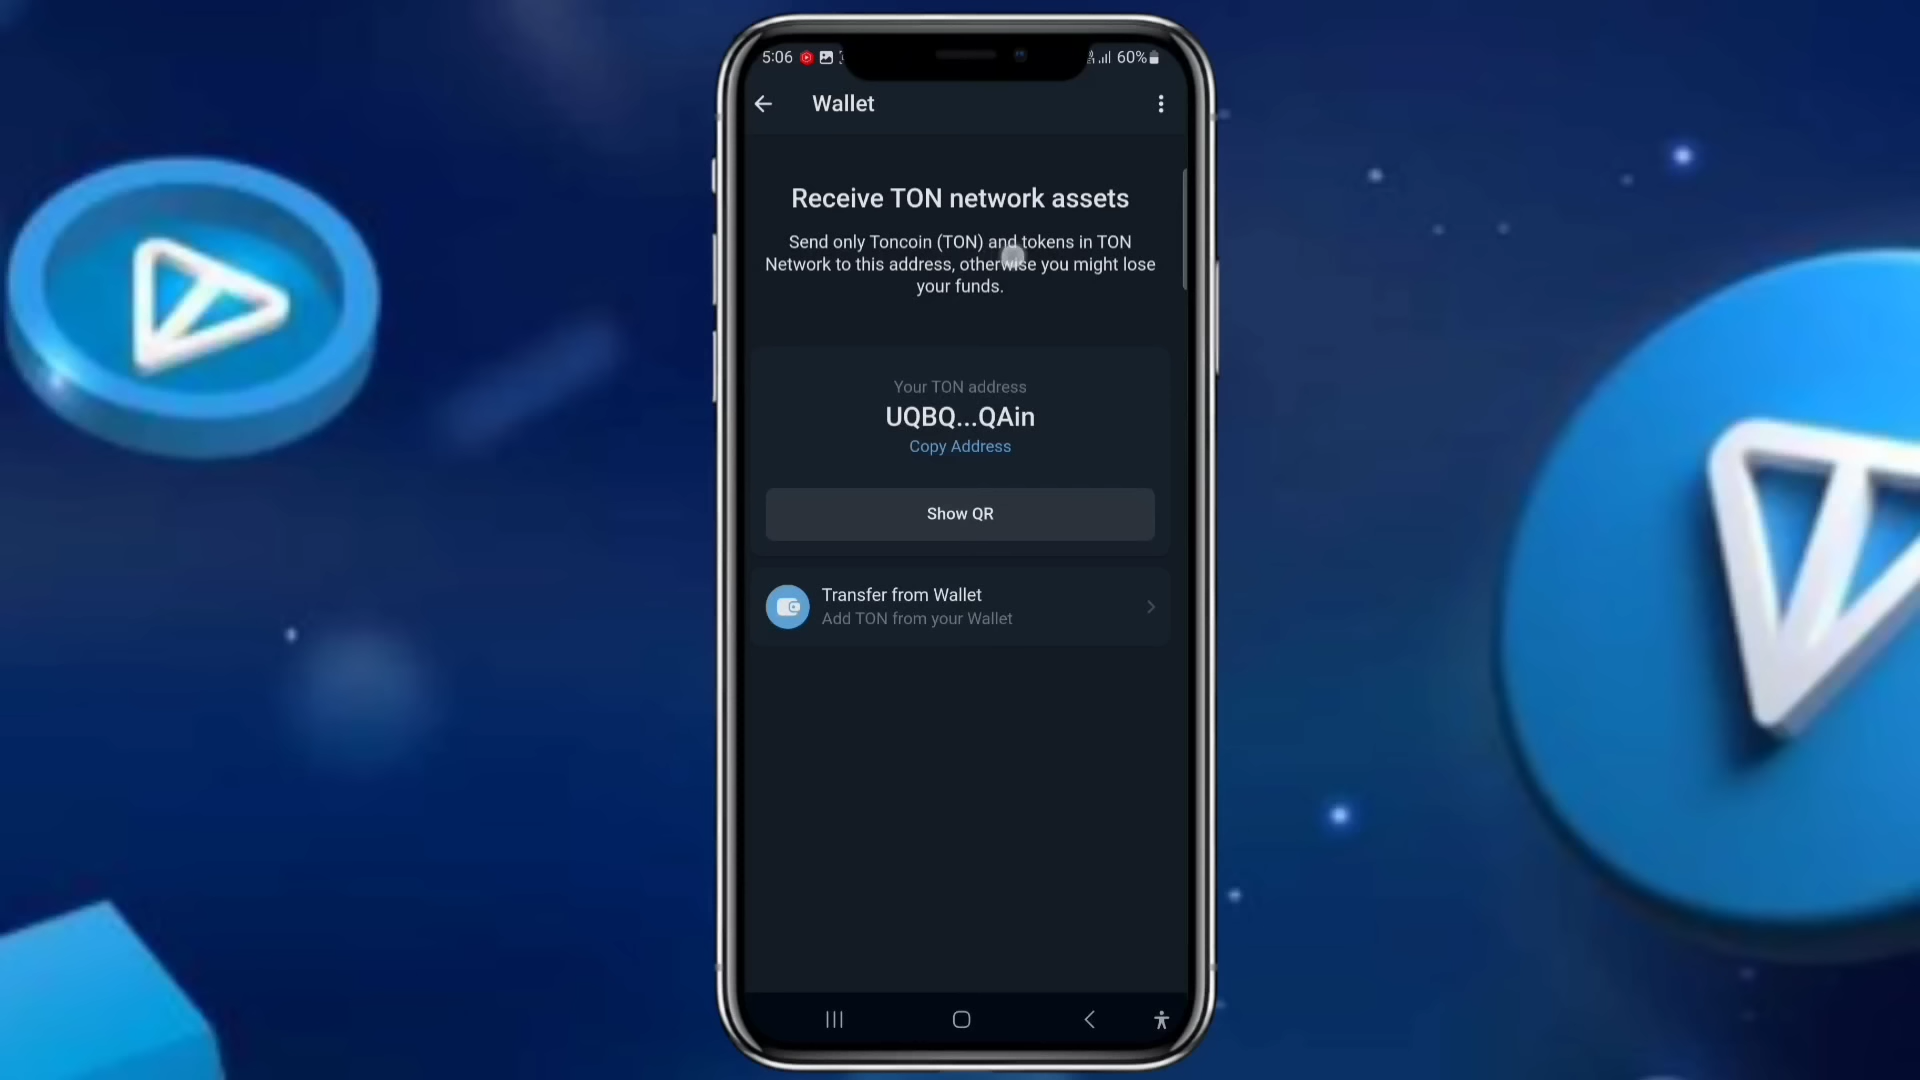 5:06
60%
Wallet
Receive TON network assets
Send only Toncoin (TON) and tokens in TON
Network to this address, otherwise you might lose
your funds.
Your TON address
UQBQ...QAin
Copy Address
Show QR
Transfer from Wallet
Add TON from your Wallet